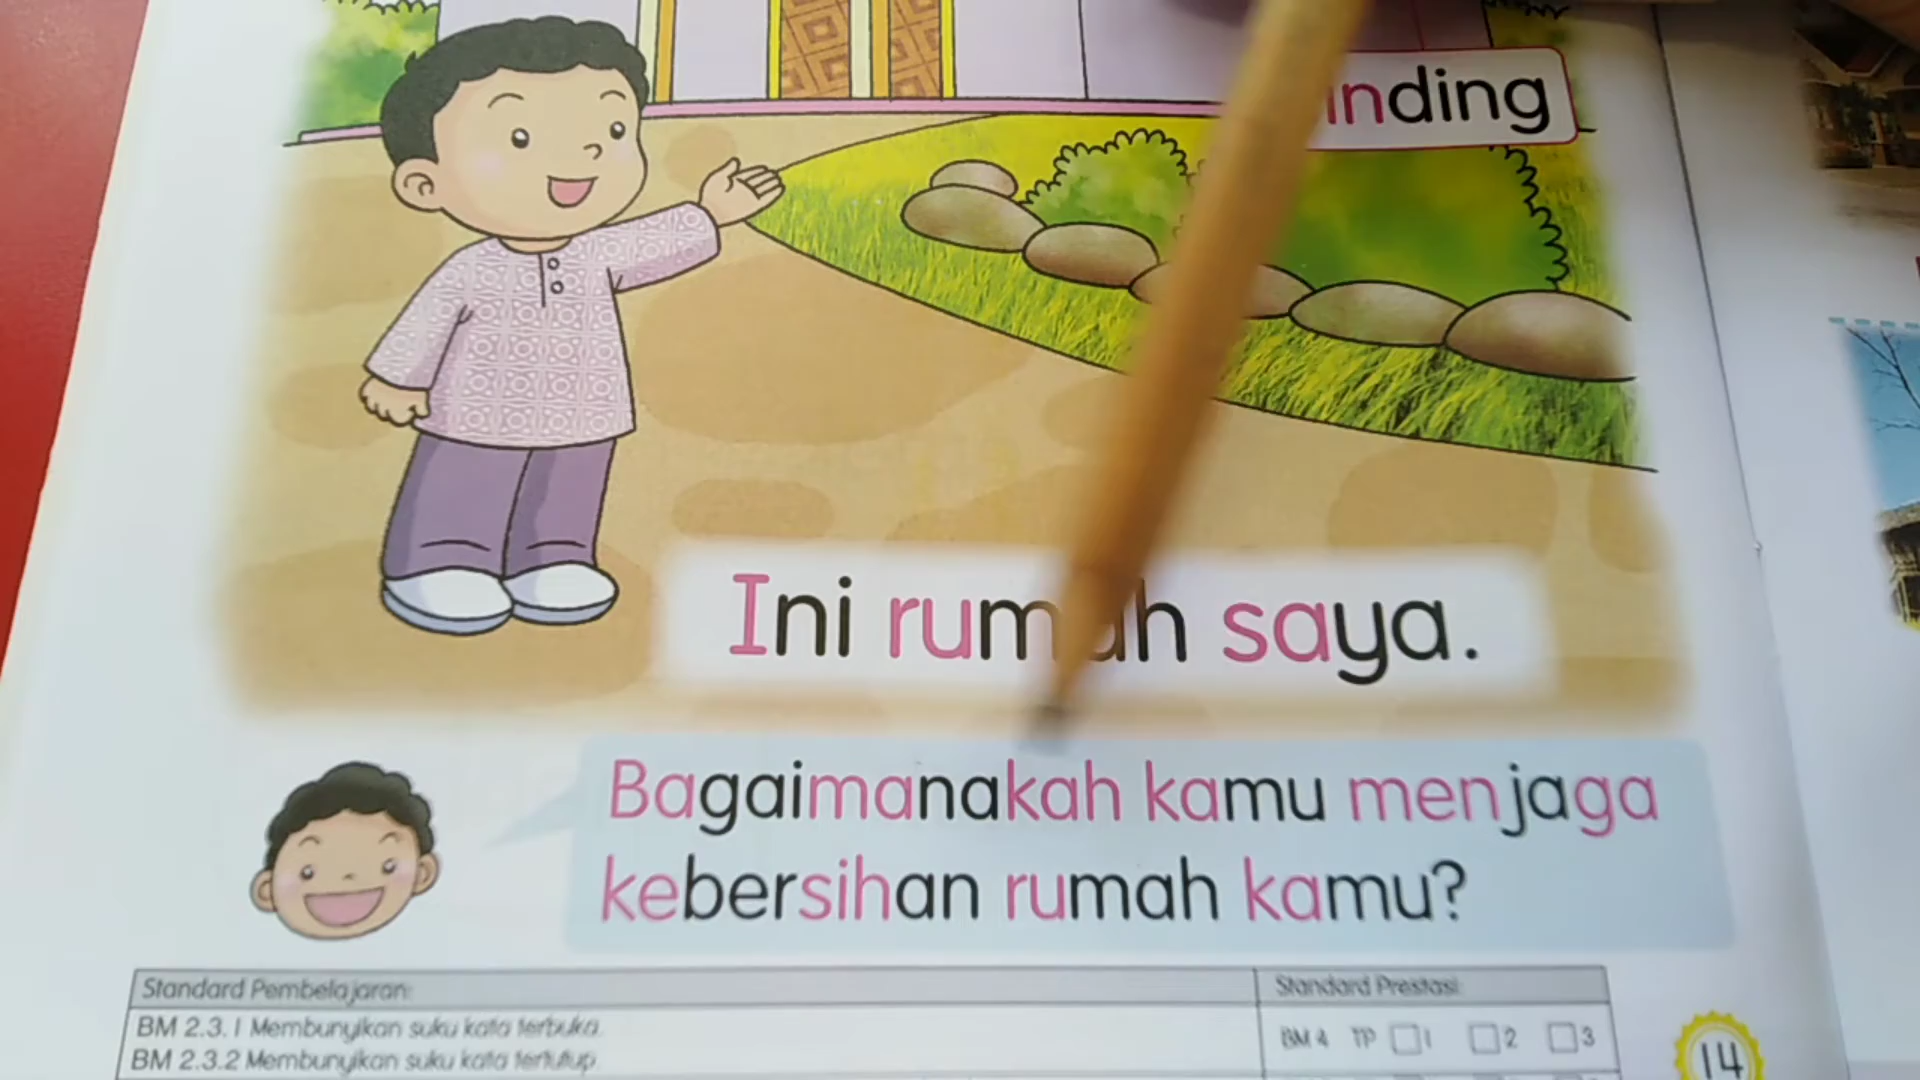 Ini rumah saya.
Bagaimanakah kamu menjaga
kebersihan rumah kamu?
Standard Pembelajaran:
Standard Prestasi:
BM 2.3.1 Membunyikan suku kata terbuka.
BM 4 TP 1 2 3
BM 2.3.2 Membunyikan suku kata tertutup.
14